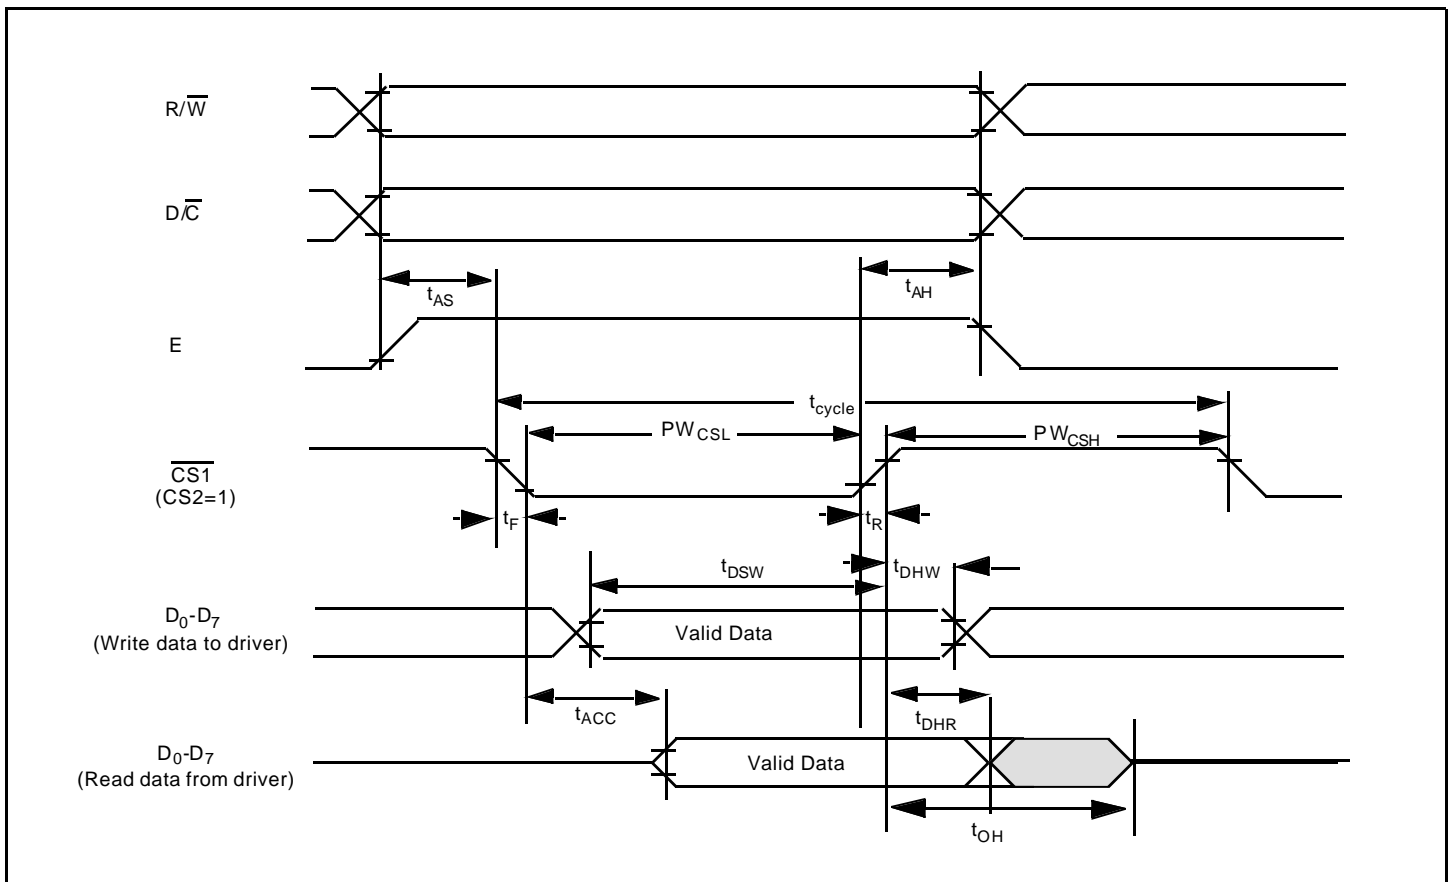 R/W̅
D/C̅
tAS
tAH
E
tcycle
PWCSL
PWCSH
C̅S̅1̅
(CS2=1)
tF
tR
tDSW
tDHW
D0-D7
(Write data to driver)
Valid Data
tACC
tDHR
D0-D7
(Read data from driver)
Valid Data
tOH